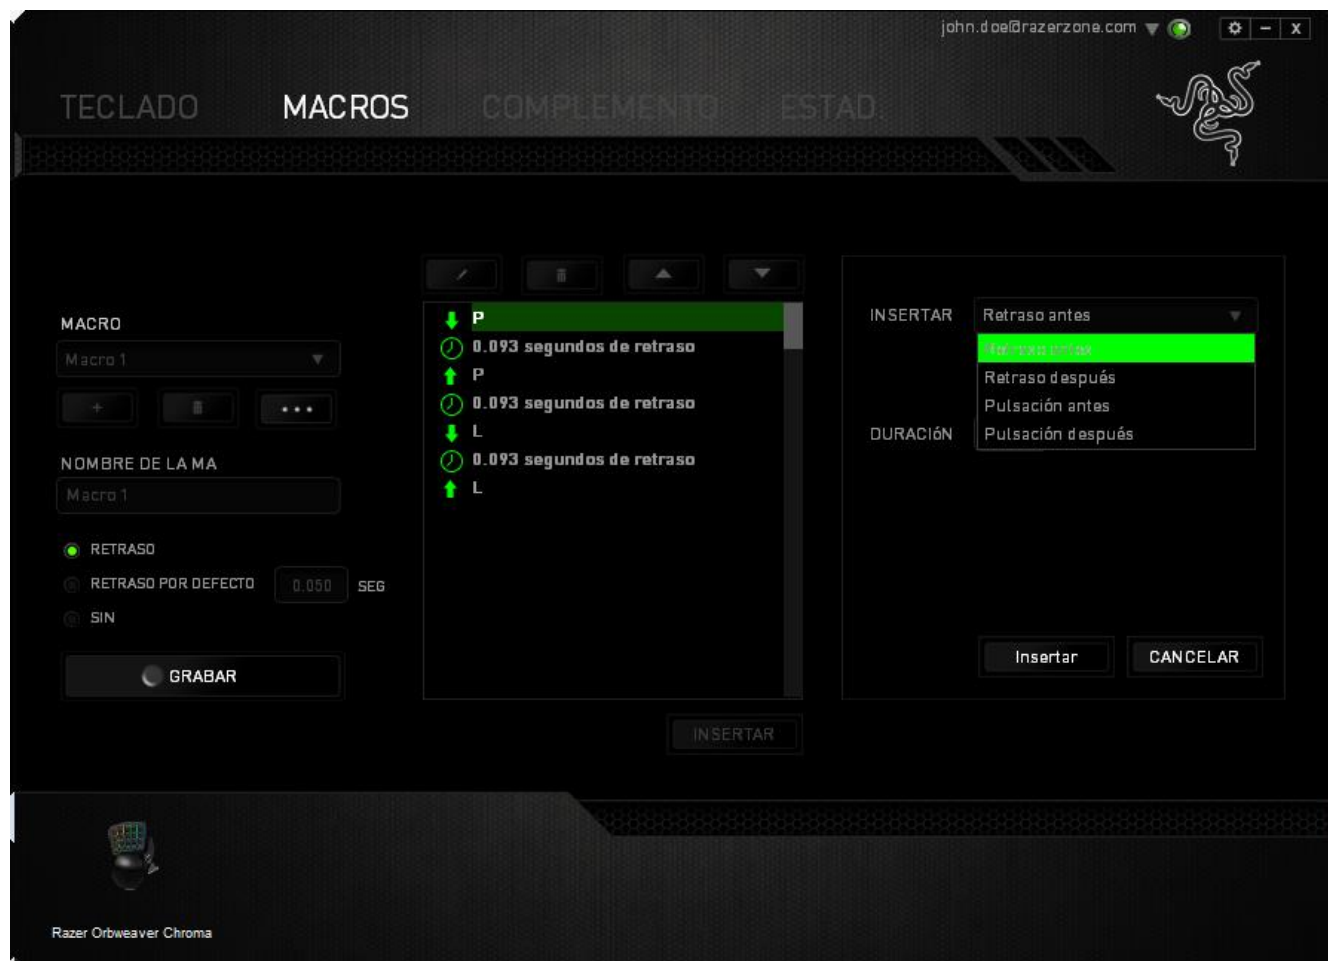 john.doe@razerzone.com
TECLADO MACROS COMPLEMENTO ESTAD.
MACRO
Macro 1
NOMBRE DE LA MA
Macro 1
RETRASO
RETRASO POR DEFECTO 0.050 SEG
SIN
GRABAR
P
0.093 segundos de retraso
P
0.093 segundos de retraso
L
0.093 segundos de retraso
L
INSERTAR
INSERTAR Retraso antes
Retraso antes
Retraso después
Pulsación antes
Pulsación después
DURACIÓN
Insertar CANCELAR
Razer Orbweaver Chroma